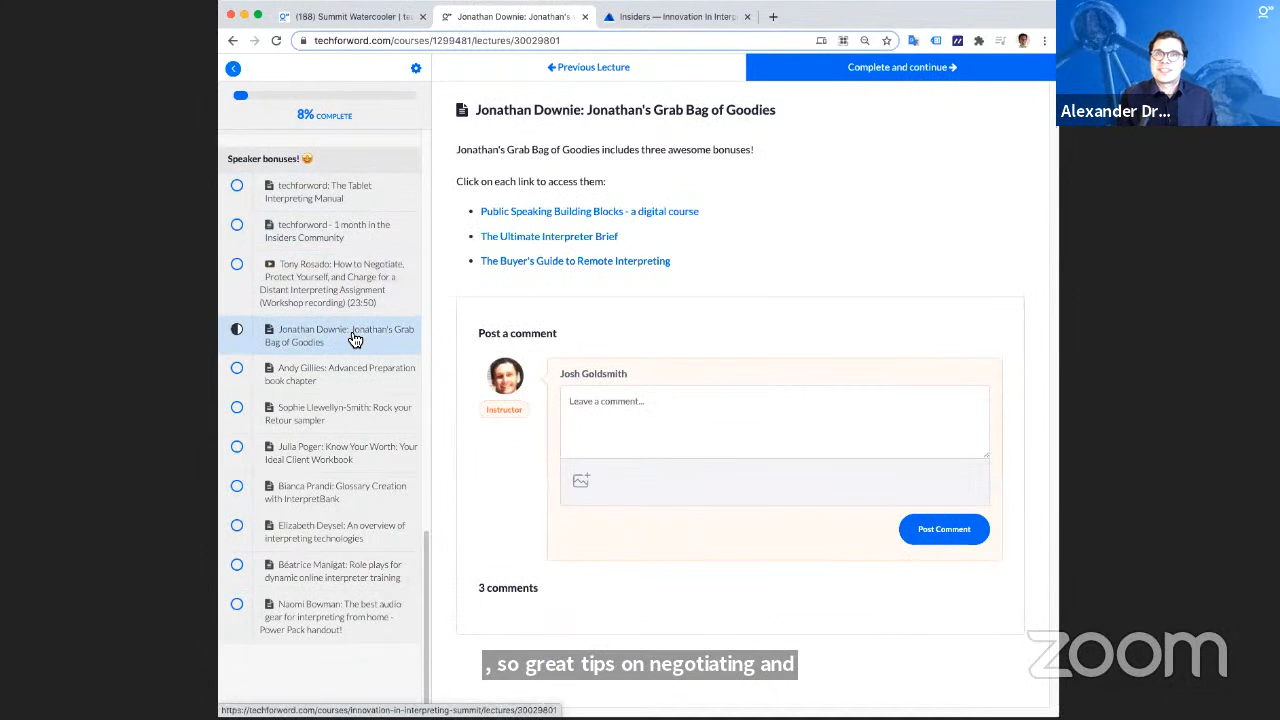 (188) Summit Watercooler | te
Jonathan Downie: Jonathan's
Insiders — Innovation In Interp
techforword.com/courses/1299481/lectures/30029801
Previous Lecture
Complete and continue
8% COMPLETE
Speaker bonuses! 🤩
techforword: The Tablet
Interpreting Manual
techforword - 1 month in the
Insiders Community
Tony Rosado: How to Negotiate,
Protect Yourself, and Charge for a
Distant Interpreting Assignment
(Workshop recording) (23:50)
Jonathan Downie: Jonathan's Grab
Bag of Goodies
Andy Gillies: Advanced Preparation
book chapter
Sophie Llewellyn-Smith: Rock your
Retour sampler
Julia Poger: Know Your Worth: Your
Ideal Client Workbook
Bianca Prandi: Glossary Creation
with InterpretBank
Elizabeth Deysel: An overview of
interpreting technologies
Béatrice Manigat: Role plays for
dynamic online interpreter training
Naomi Bowman: The best audio
gear for interpreting from home -
Power Pack handout!
Jonathan Downie: Jonathan's Grab Bag of Goodies
Jonathan's Grab Bag of Goodies includes three awesome bonuses!
Click on each link to access them:
Public Speaking Building Blocks - a digital course
The Ultimate Interpreter Brief
The Buyer's Guide to Remote Interpreting
Post a comment
Josh Goldsmith
Instructor
Leave a comment...
Post Comment
3 comments
, so great tips on negotiating and
https://techforword.com/courses/innovation-in-interpreting-summit/lectures/30029801
Alexander Dr...
zoom